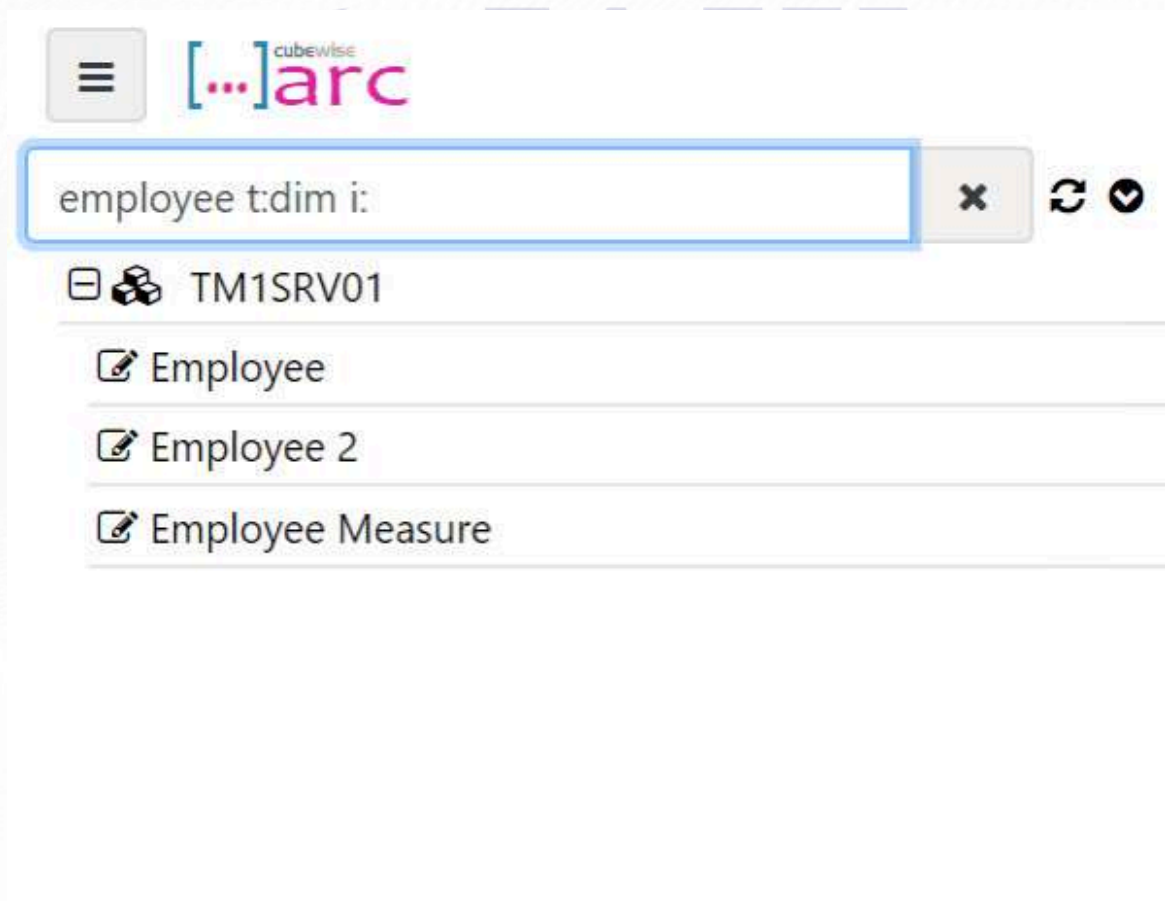 cubewise
[...]arc
employee t:dim i:
TM1SRV01
Employee
Employee 2
Employee Measure